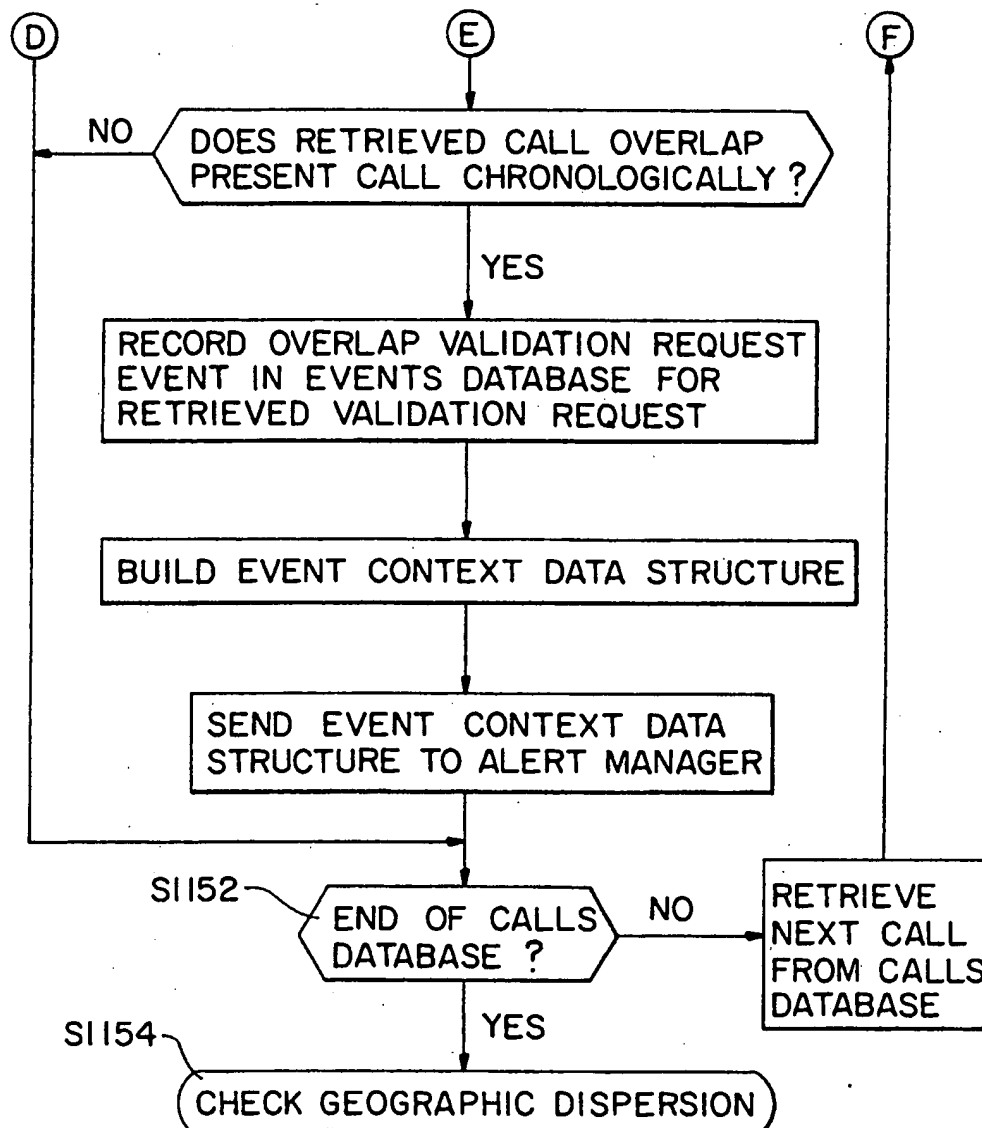 D
E
F
NO
DOES RETRIEVED CALL OVERLAP
PRESENT CALL CHRONOLOGICALLY ?
YES
RECORD OVERLAP VALIDATION REQUEST
EVENT IN EVENTS DATABASE FOR
RETRIEVED VALIDATION REQUEST
BUILD EVENT CONTEXT DATA STRUCTURE
SEND EVENT CONTEXT DATA
STRUCTURE TO ALERT MANAGER
S1152
END OF CALLS
DATABASE ?
NO
RETRIEVE
NEXT CALL
FROM CALLS
DATABASE
YES
S1154
CHECK GEOGRAPHIC DISPERSION